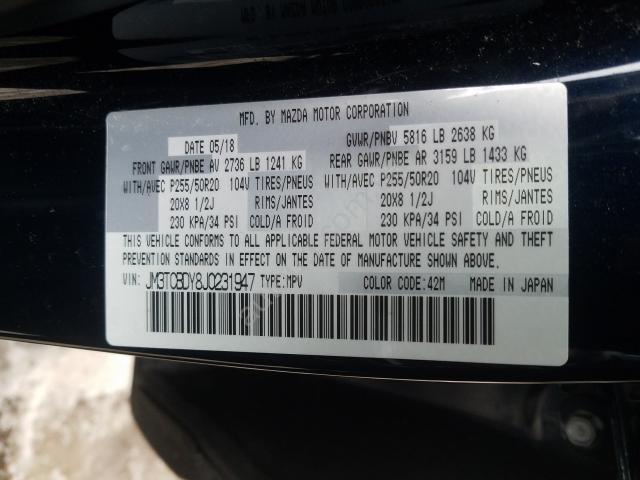 MFD. BY MAZDA MOTOR CORPORATION
DATE 05/18
GVWR/PNBV 5816 LB 2638 KG
FRONT GAWR/PNBE AV 2736 LB 1241 KG
REAR GAWR/PNBE AR 3159 LB 1433 KG
WITH/AVEC P255/50R20 104V TIRES/PNEUS
WITH/AVEC P255/50R20 104V TIRES/PNEUS
20X8 1/2J RIMS/JANTES
20X8 1/2J RIMS/JANTES
230 KPA/34 PSI COLD/A FROID
230 KPA/34 PSI COLD/A FROID
THIS VEHICLE CONFORMS TO ALL APPLICABLE FEDERAL MOTOR VEHICLE SAFETY AND THEFT
PREVENTION STANDARDS IN EFFECT ON THE DATE OF MANUFACTURE SHOWN ABOVE.
VIN: JM3TCBDY8J0231947 TYPE:MPV
COLOR CODE:42M MADE IN JAPAN